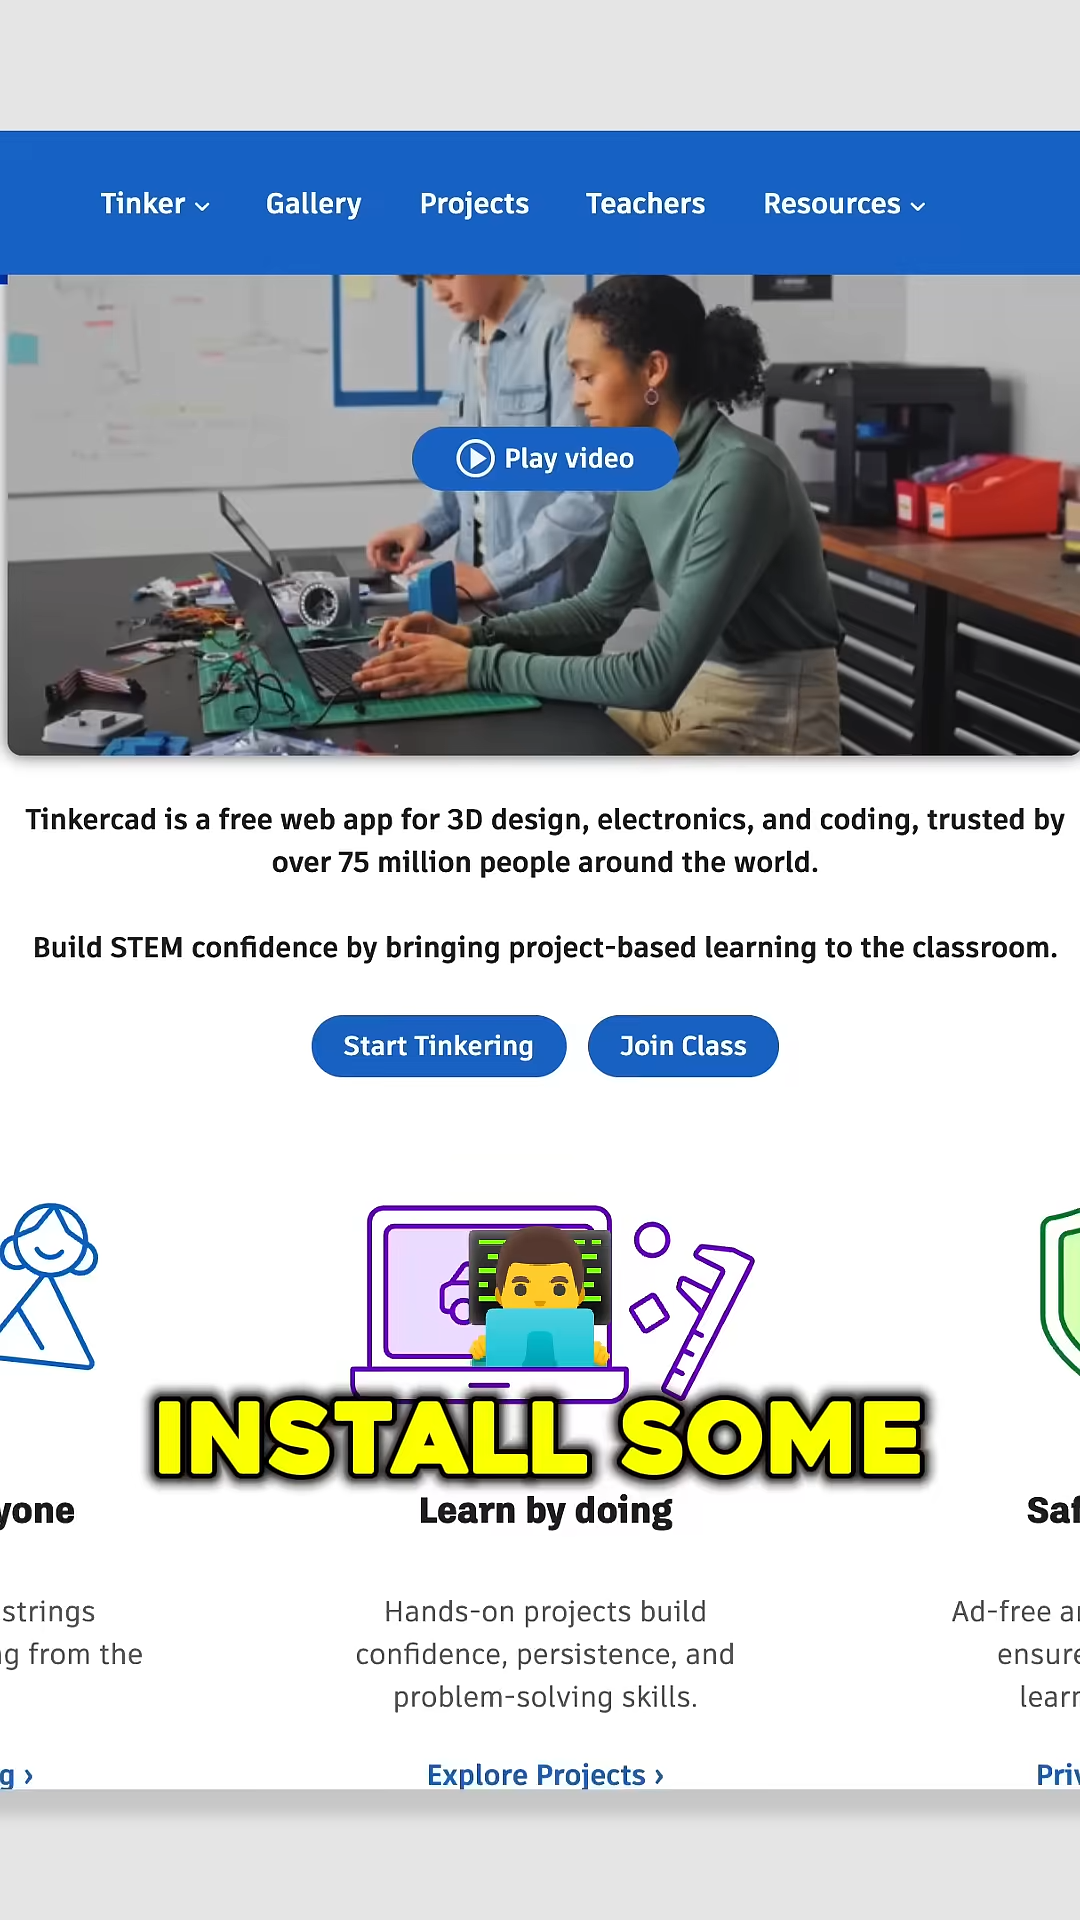 Tinker Gallery Projects Teachers Resources
Play video
Tinkercad is a free web app for 3D design, electronics, and coding, trusted by
over 75 million people around the world.
Build STEM confidence by bringing project-based learning to the classroom.
Start Tinkering Join Class
INSTALL SOME
yone Learn by doing Saf
strings Hands-on projects build Ad-free a
g from the confidence, persistence, and ensure
problem-solving skills. learn
g › Explore Projects › Priv